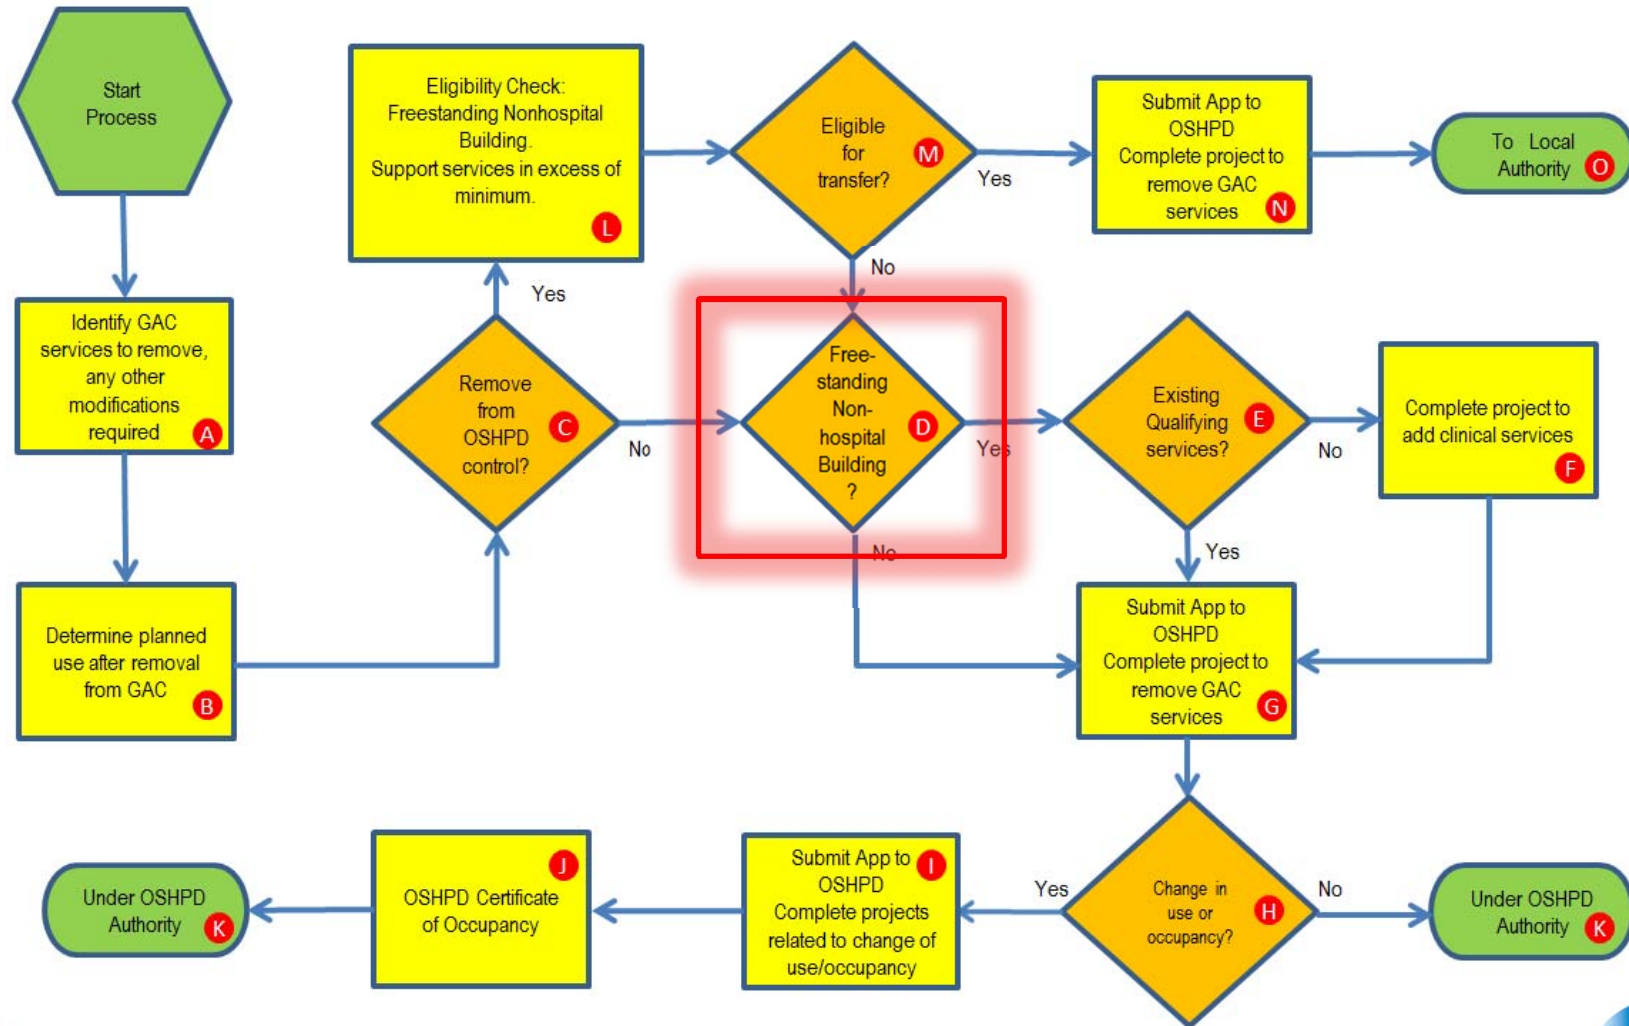 Start
Process
Identify GAC
services to remove,
any other
modifications
required
A
Determine planned
use after removal
from GAC
B
Remove
from
OSHPD
control?
C
Yes
No
Eligibility Check:
Freestanding Nonhospital
Building.
Support services in excess of
minimum.
L
Eligible
for
transfer?
M
Yes
No
Submit App to
OSHPD
Complete project to
remove GAC
services
N
To Local
Authority
O
Free-
standing
Non-
hospital
Building
?
D
Yes
No
Existing
Qualifying
services?
E
No
Yes
Complete project to
add clinical services
F
Submit App to
OSHPD
Complete project to
remove GAC
services
G
Change in
use or
occupancy?
H
Yes
No
Submit App to
OSHPD
Complete projects
related to change of
use/occupancy
I
OSHPD Certificate
of Occupancy
J
Under OSHPD
Authority
K
Under OSHPD
Authority
K